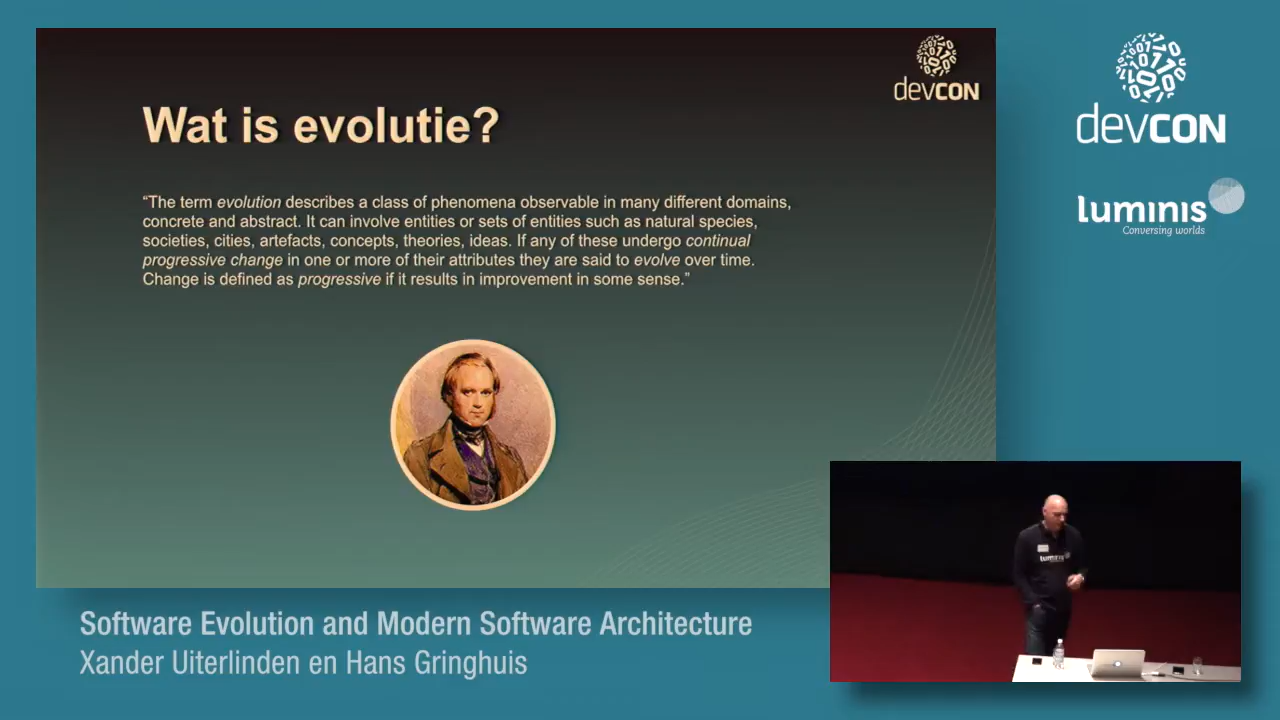 devcon
Wat is evolutie?
“The term evolution describes a class of phenomena observable in many different domains,
concrete and abstract. It can involve entities or sets of entities such as natural species,
societies, cities, artefacts, concepts, theories, ideas. If any of these undergo continual
progressive change in one or more of their attributes they are said to evolve over time.
Change is defined as progressive if it results in improvement in some sense.”
devcon
luminis
Conversing worlds
luminis
Software Evolution and Modern Software Architecture
Xander Uiterlinden en Hans Gringhuis